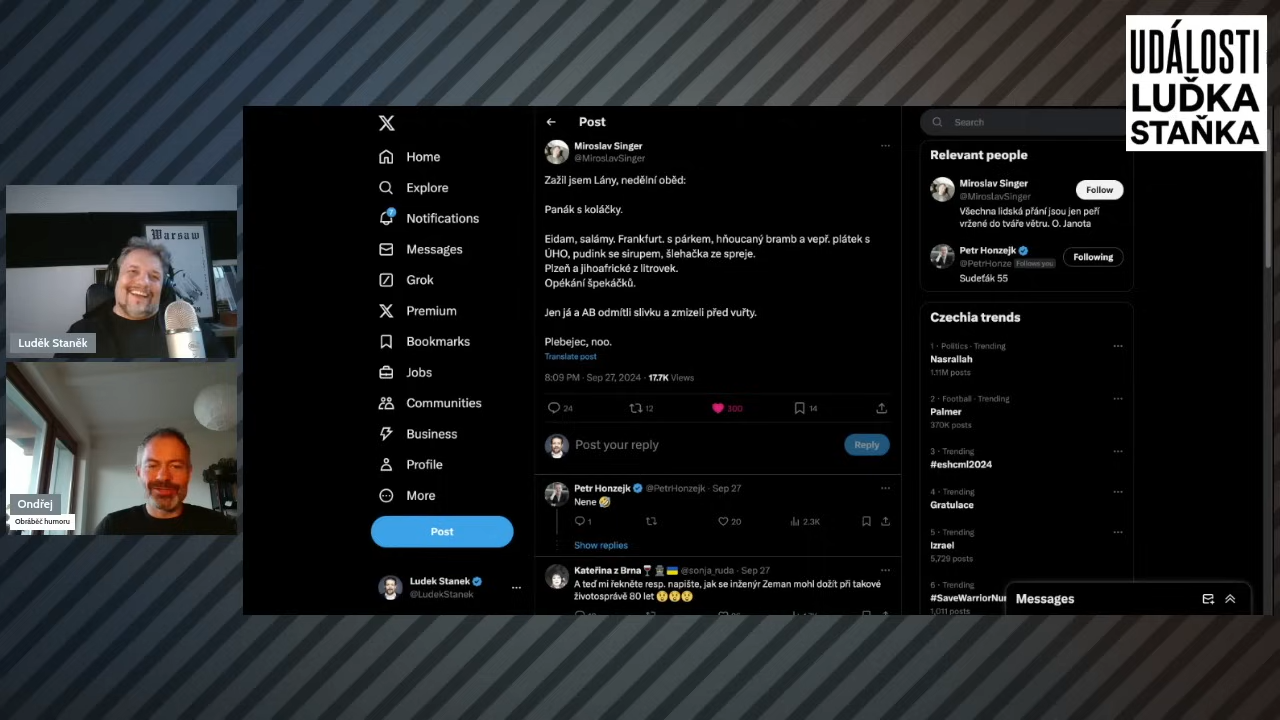 UDÁLOSTI
LUĎKA
STAŇKA
Warsaw
Luděk Staněk
Ondřej
Obráběč humoru
Home
Explore
Notifications
Messages
Grok
Premium
Bookmarks
Jobs
Communities
Business
Profile
More
Post
Ludek Stanek
@LudekStanek
Post
Miroslav Singer
@MiroslavSinger
Zažil jsem Lány, nedělní oběd:
Panák s koláčky.
Eidam, salámy. Frankfurt. s párkem, hňoucaný bramb a vepř. plátek s
ÚHO, pudink se sirupem, šlehačka ze spreje.
Plzeň a jihoafrické z litrovek.
Opékání špekáčků.
Jen já a AB odmítli slivku a zmizeli před vuřty.
Plebejec, noo.
Translate post
8:09 PM · Sep 27, 2024 · 17.7K Views
24 12 300 14
Post your reply
Reply
Petr Honzejk @PetrHonzejk · Sep 27
Nene 🤣
1 20 2.3K
Show replies
Kateřina z Brna @sonja_ruda · Sep 27
A teď mi řekněte resp. napište, jak se inženýr Zeman mohl dožít při takové
životosprávě 80 let 😲😲😲
Search
Relevant people
Miroslav Singer
@MiroslavSinger
Follow
Všechna lidská přání jsou jen peří
vržené do tváře větru. O. Janota
Petr Honzejk
@PetrHonze Follows you
Following
Sudeťák 55
Czechia trends
1 · Politics · Trending
Nasrallah
1.11M posts
2 · Football · Trending
Palmer
370K posts
3 · Trending
#eshcml2024
4 · Trending
Gratulace
5 · Trending
Izrael
5,729 posts
6 · Trending
#SaveWarriorNu
1,011 posts
Messages